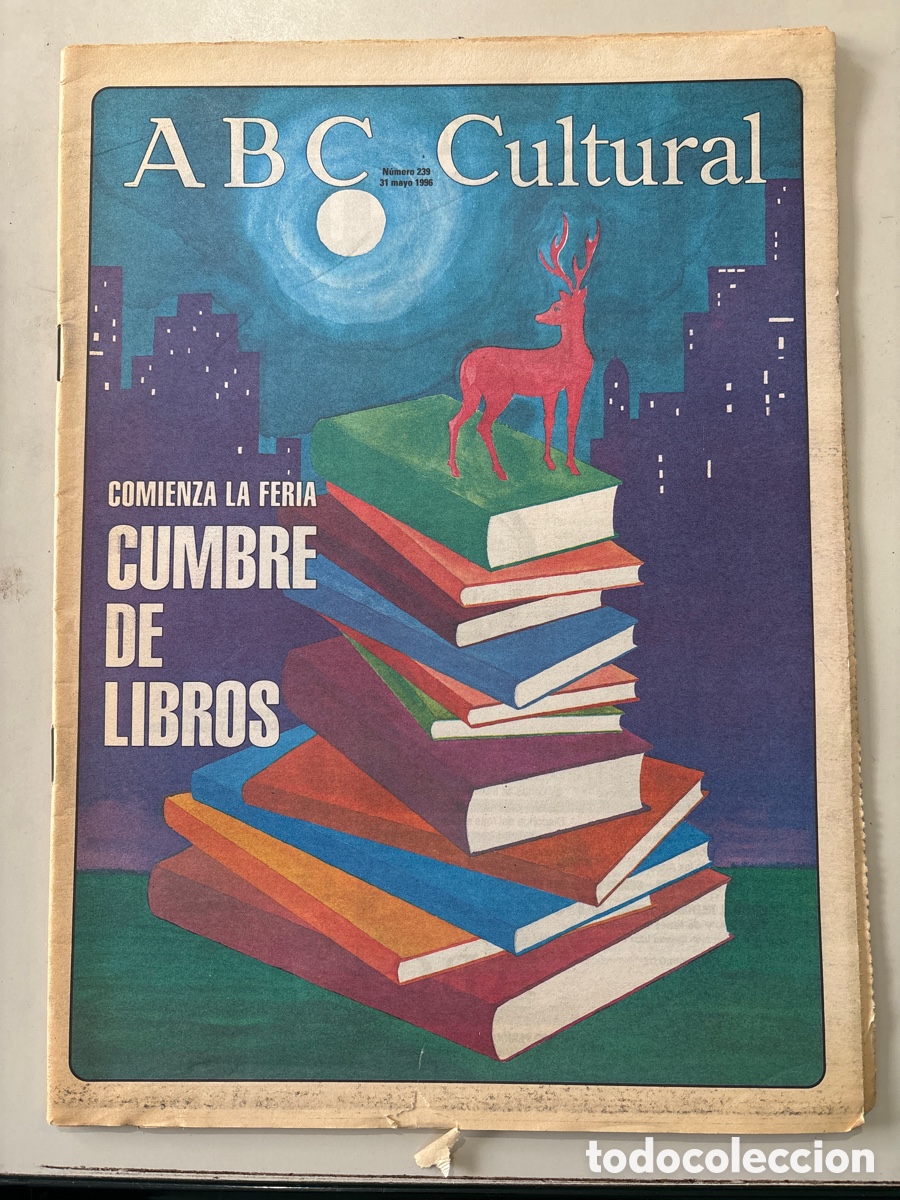 ABC Cultural
Número 239
31 mayo 1996
COMIENZA LA FERIA
CUMBRE
DE
LIBROS
todocoleccion